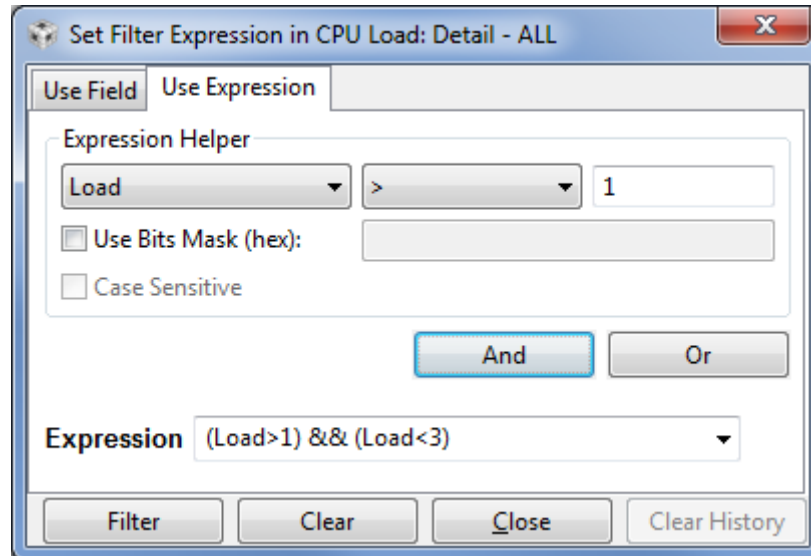 Set Filter Expression in CPU Load: Detail - ALL
Use Field Use Expression
Expression Helper
Load > 1
Use Bits Mask (hex):
Case Sensitive
And Or
Expression (Load>1) && (Load<3)
Filter Clear Close Clear History